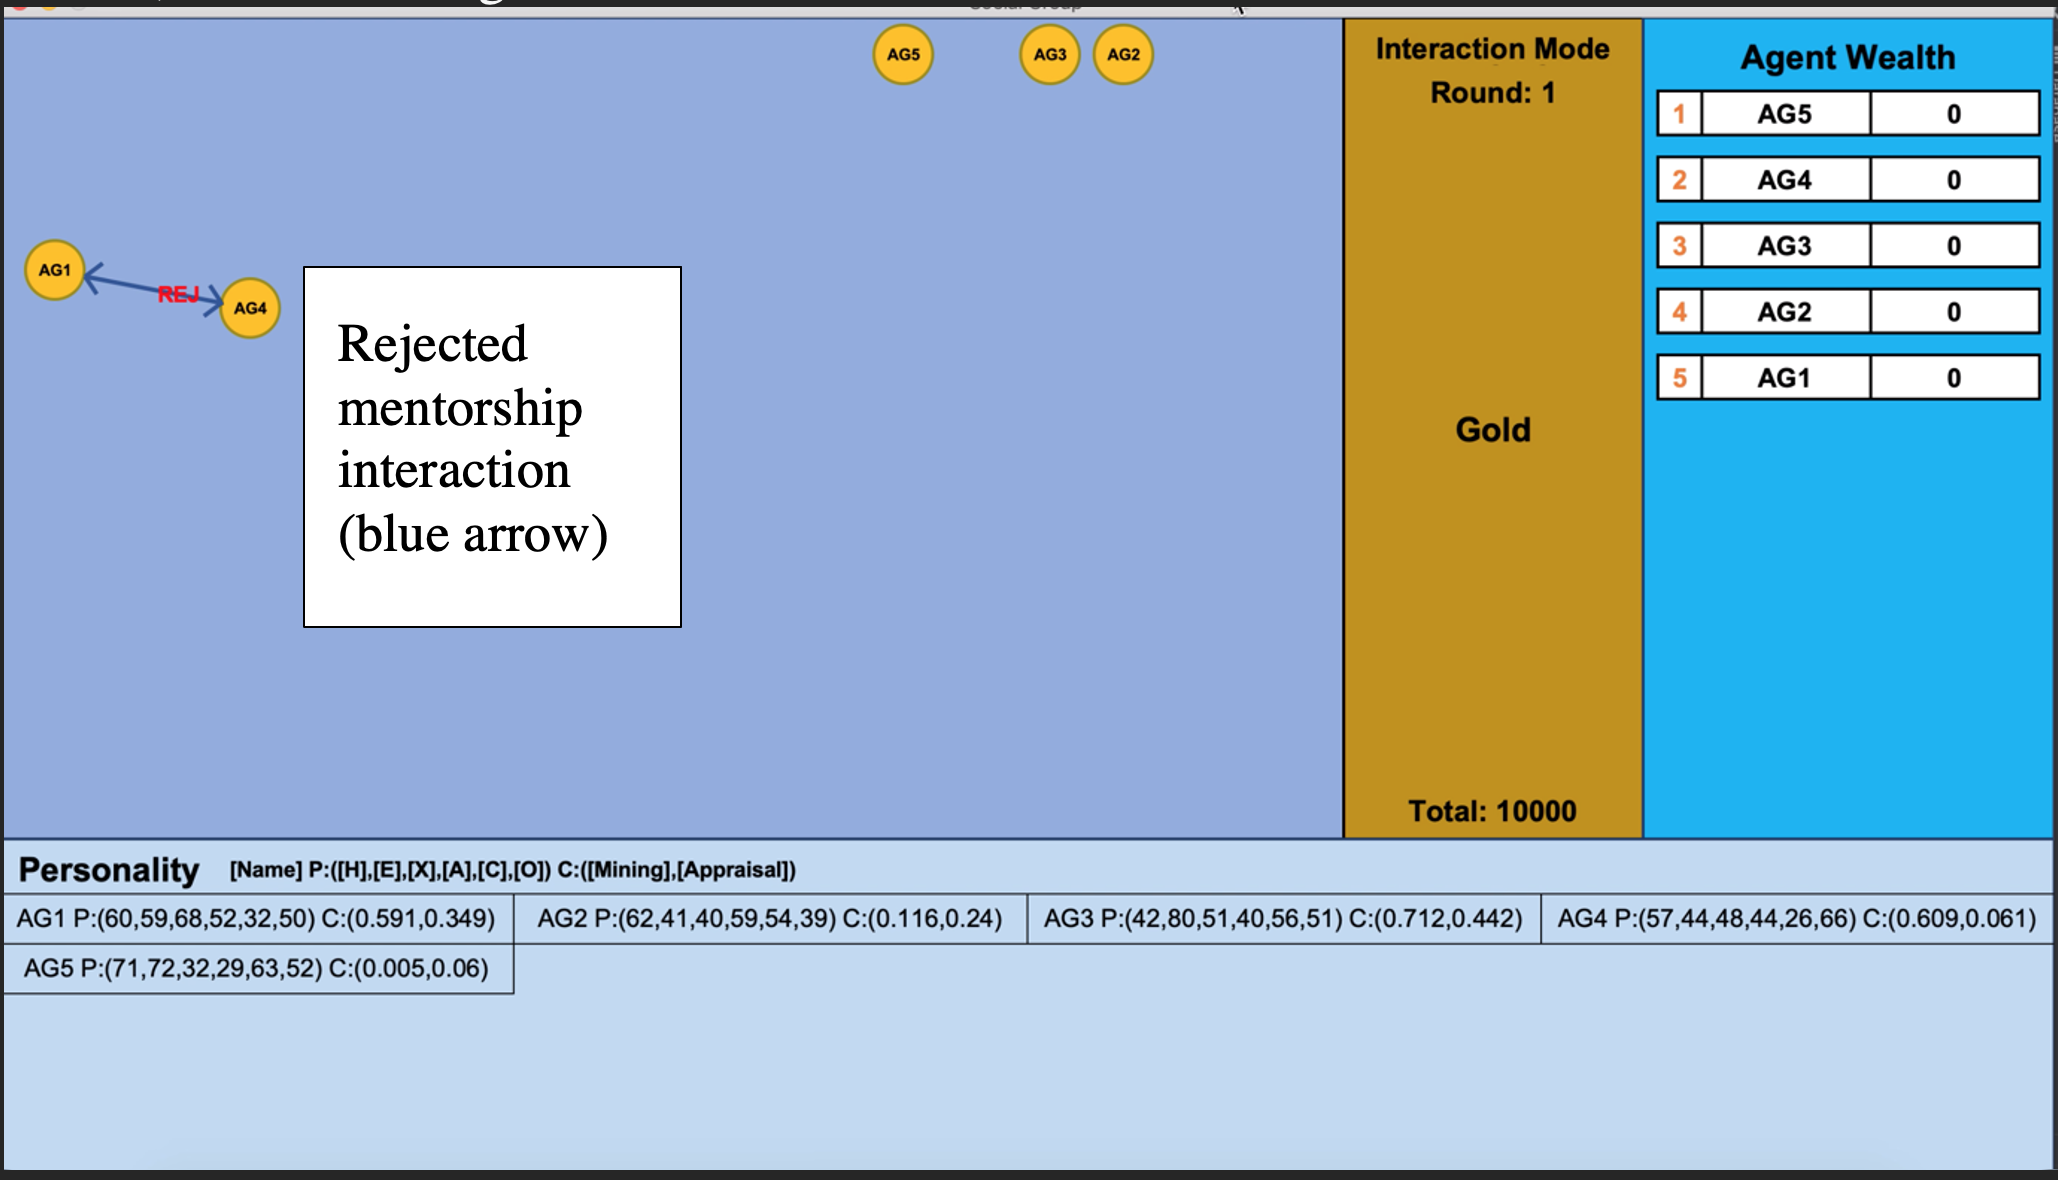 Social Group
AG5
AG3
AG2
AG1
REJ
AG4
Rejected
mentorship
interaction
(blue arrow)
Interaction Mode
Round: 1
Gold
Total: 10000
Agent Wealth
1 AG5 0
2 AG4 0
3 AG3 0
4 AG2 0
5 AG1 0
Personality [Name] P:([H],[E],[X],[A],[C],[O]) C:([Mining],[Appraisal])
AG1 P:(60,59,68,52,32,50) C:(0.591,0.349) AG2 P:(62,41,40,59,54,39) C:(0.116,0.24) AG3 P:(42,80,51,40,56,51) C:(0.712,0.442) AG4 P:(57,44,48,44,26,66) C:(0.609,0.061)
AG5 P:(71,72,32,29,63,52) C:(0.005,0.06)